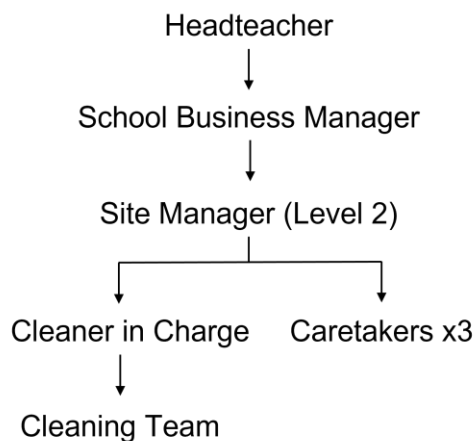 Headteacher
School Business Manager
Site Manager (Level 2)
Cleaner in Charge
Caretakers x3
Cleaning Team